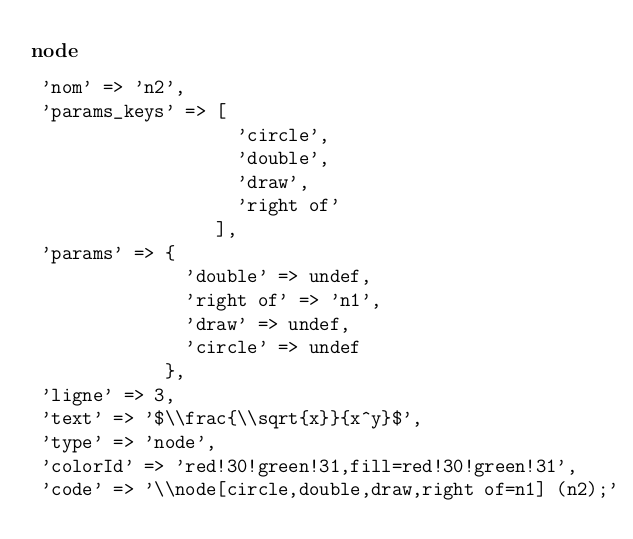 node
'nom' => 'n2',
'params_keys' => [
'circle',
'double',
'draw',
'right of'
],
'params' => {
'double' => undef,
'right of' => 'n1',
'draw' => undef,
'circle' => undef
},
'ligne' => 3,
'text' => '$\\frac{\\sqrt{x}}{x^y}$',
'type' => 'node',
'colorId' => 'red!30!green!31,fill=red!30!green!31',
'code' => '\\node[circle,double,draw,right of=n1] (n2);'